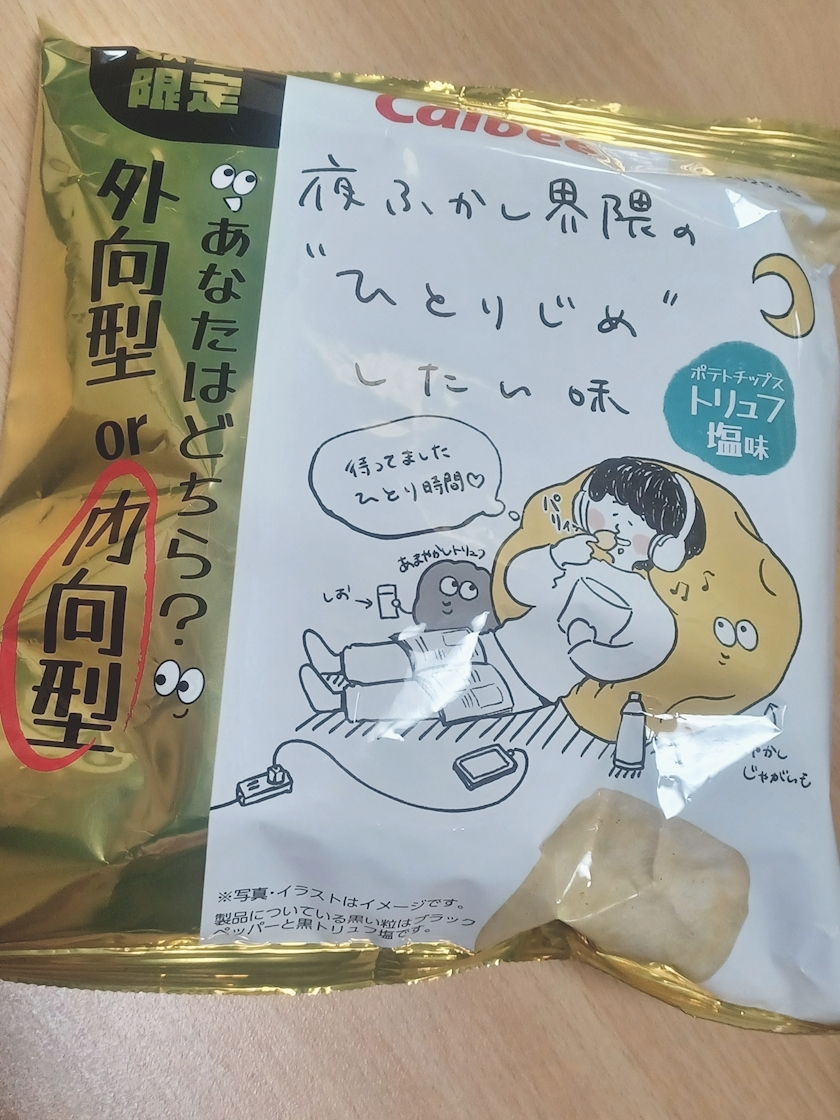 限定
Calbee
あなたはどちら?
外向型 or 内向型
夜ふかし界隈の
"ひとりじめ"
したい味
ポテトチップス
トリュフ
塩味
待ってました
ひとり時間♡
パリィッ
あまやかしトリュフ
しお→
やかし
じゃがいも
※写真・イラストはイメージです。
製品についている黒い粒はブラック
ペッパーと黒トリュフ塩です。